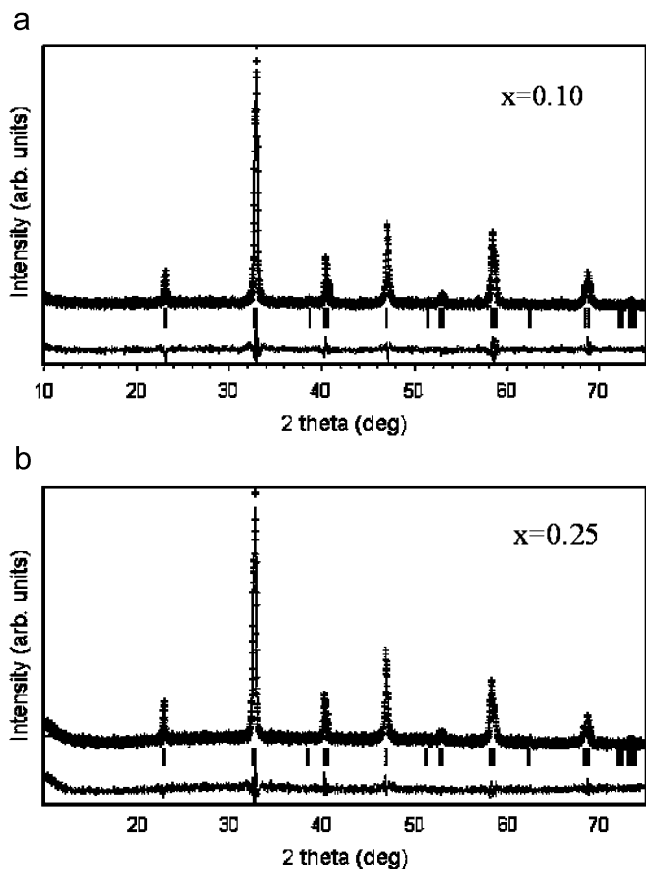 a
x=0.10
Intensity (arb. units)
10 20 30 40 50 60 70
2 theta (deg)
b
x=0.25
Intensity (arb. units)
20 30 40 50 60 70
2 theta (deg)